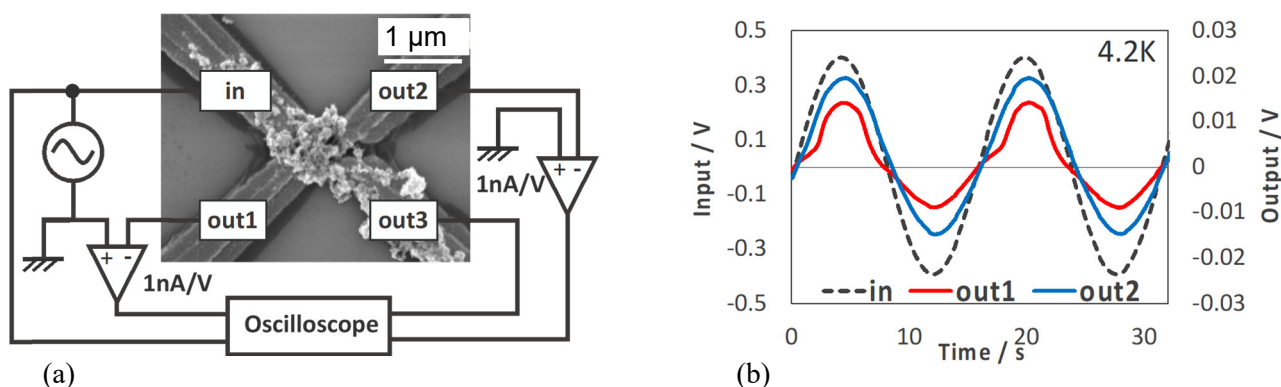 1 μm
in
out2
+ -
1nA/V
out1
out3
+ -
1nA/V
Oscilloscope
(a)
0.5
0.3
0.1
-0.1
-0.3
-0.5
Input / V
4.2K
0.03
0.02
0.01
0
-0.01
-0.02
-0.03
Output / V
in out1 out2
0 10 20 30
Time / s
(b)